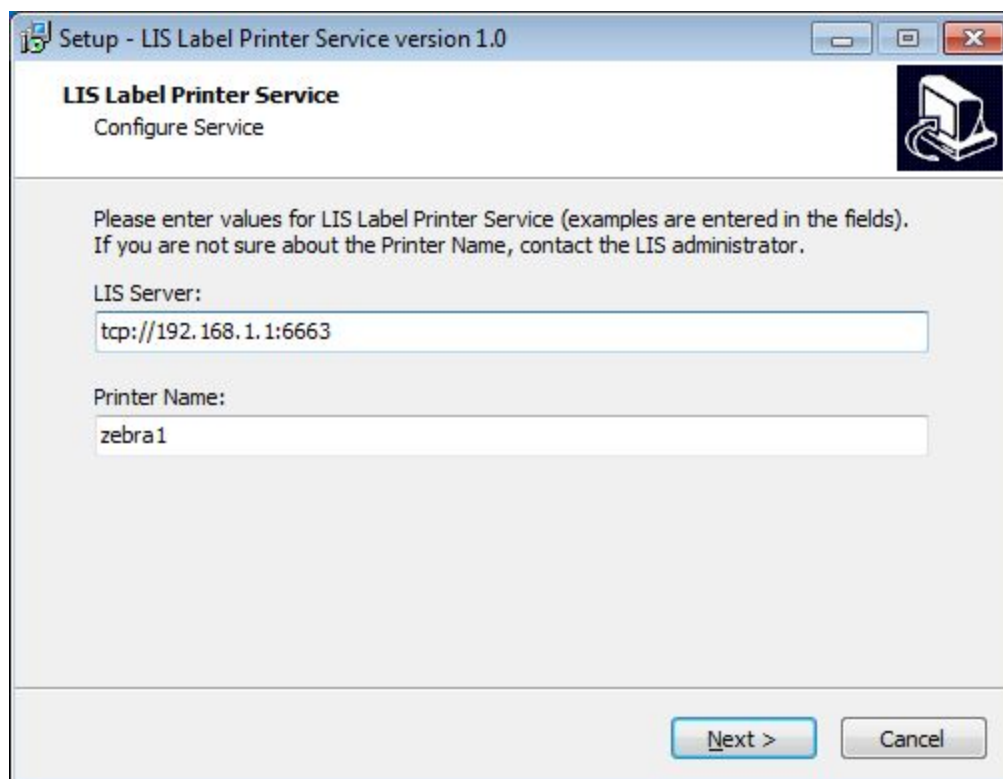 Setup - LIS Label Printer Service version 1.0
LIS Label Printer Service
Configure Service
Please enter values for LIS Label Printer Service (examples are entered in the fields).
If you are not sure about the Printer Name, contact the LIS administrator.
LIS Server:
tcp://192.168.1.1:6663
Printer Name:
zebra1
Next >
Cancel